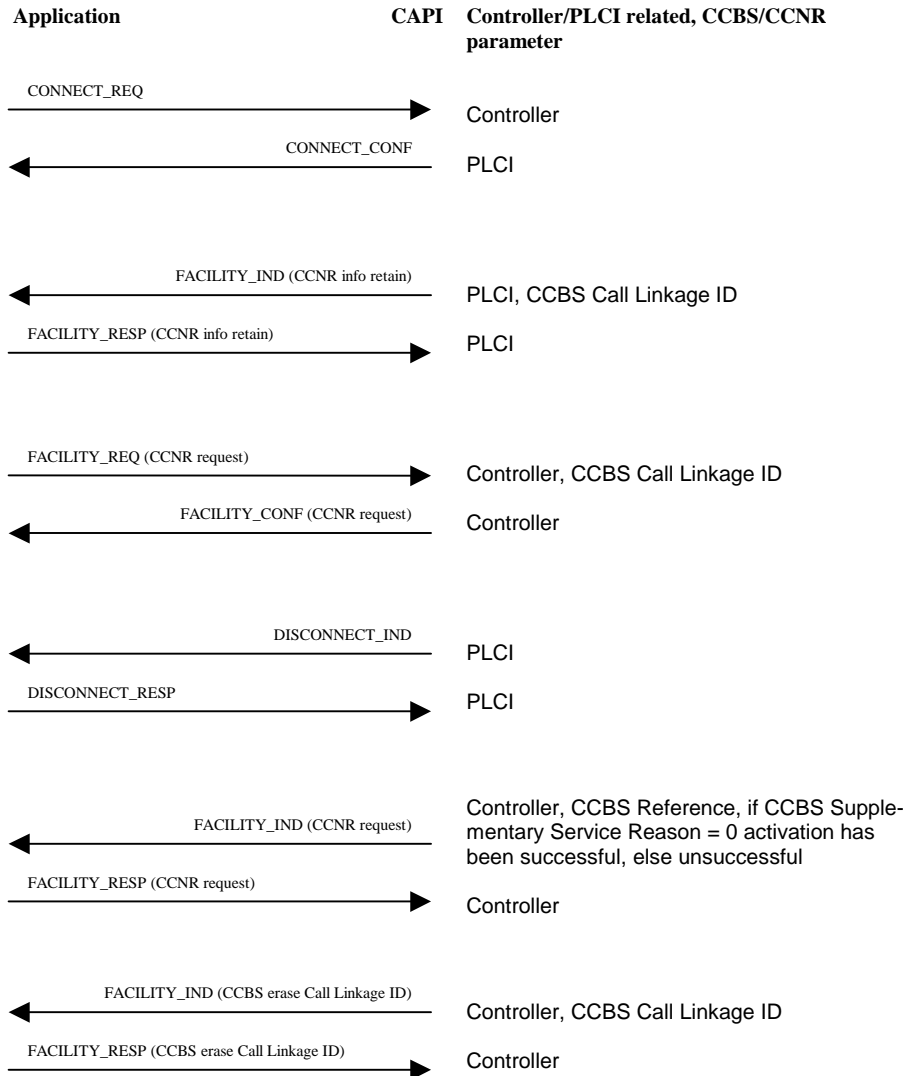 Application CAPI Controller/PLCI related, CCBS/CCNR
parameter
CONNECT_REQ
Controller
CONNECT_CONF
PLCI
FACILITY_IND (CCNR info retain)
PLCI, CCBS Call Linkage ID
FACILITY_RESP (CCNR info retain)
PLCI
FACILITY_REQ (CCNR request)
Controller, CCBS Call Linkage ID
FACILITY_CONF (CCNR request)
Controller
DISCONNECT_IND
PLCI
DISCONNECT_RESP
PLCI
FACILITY_IND (CCNR request)
Controller, CCBS Reference, if CCBS Supple-
mentary Service Reason = 0 activation has
been successful, else unsuccessful
FACILITY_RESP (CCNR request)
Controller
FACILITY_IND (CCBS erase Call Linkage ID)
Controller, CCBS Call Linkage ID
FACILITY_RESP (CCBS erase Call Linkage ID)
Controller